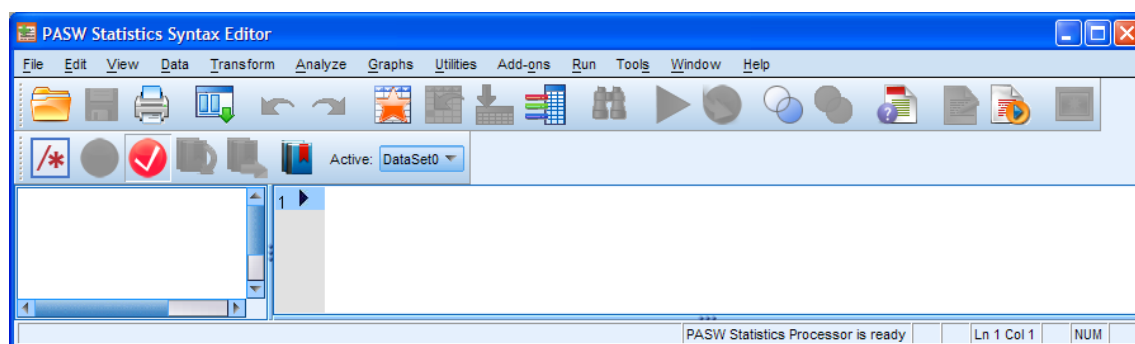 PASW Statistics Syntax Editor
File Edit View Data Transform Analyze Graphs Utilities Add-ons Run Tools Window Help
/*
?
Active: DataSet0
1
PASW Statistics Processor is ready Ln 1 Col 1 NUM